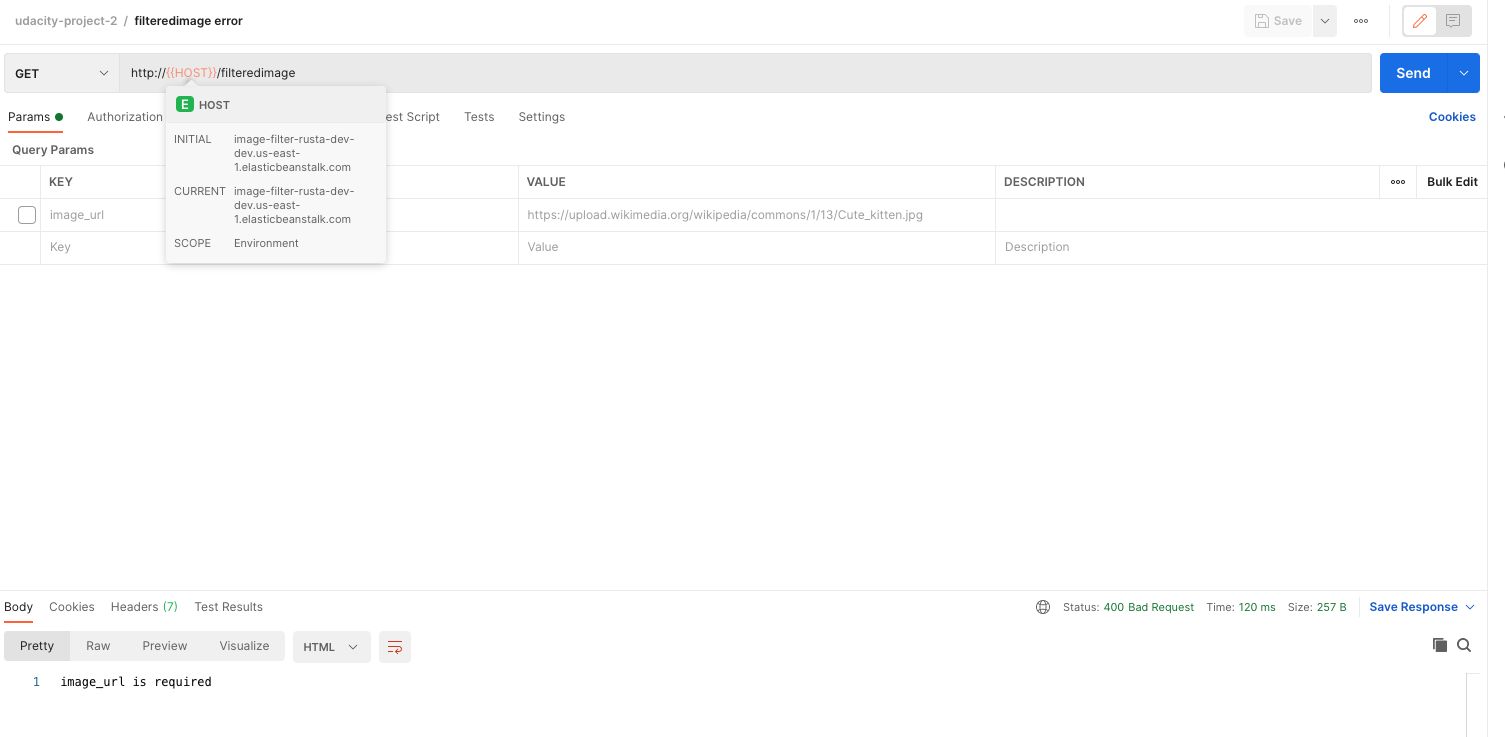 udacity-project-2 / filteredimage error
Save
GET
http://{{HOST}}/filteredimage
Send
E HOST
INITIAL image-filter-rusta-dev-
dev.us-east-
1.elasticbeanstalk.com
CURRENT image-filter-rusta-dev-
dev.us-east-
1.elasticbeanstalk.com
SCOPE Environment
Params Authorization est Script Tests Settings Cookies
Query Params
KEY VALUE DESCRIPTION Bulk Edit
image_url https://upload.wikimedia.org/wikipedia/commons/1/13/Cute_kitten.jpg
Key Value Description
Body Cookies Headers (7) Test Results Status: 400 Bad Request Time: 120 ms Size: 257 B Save Response
Pretty Raw Preview Visualize HTML
1 image_url is required